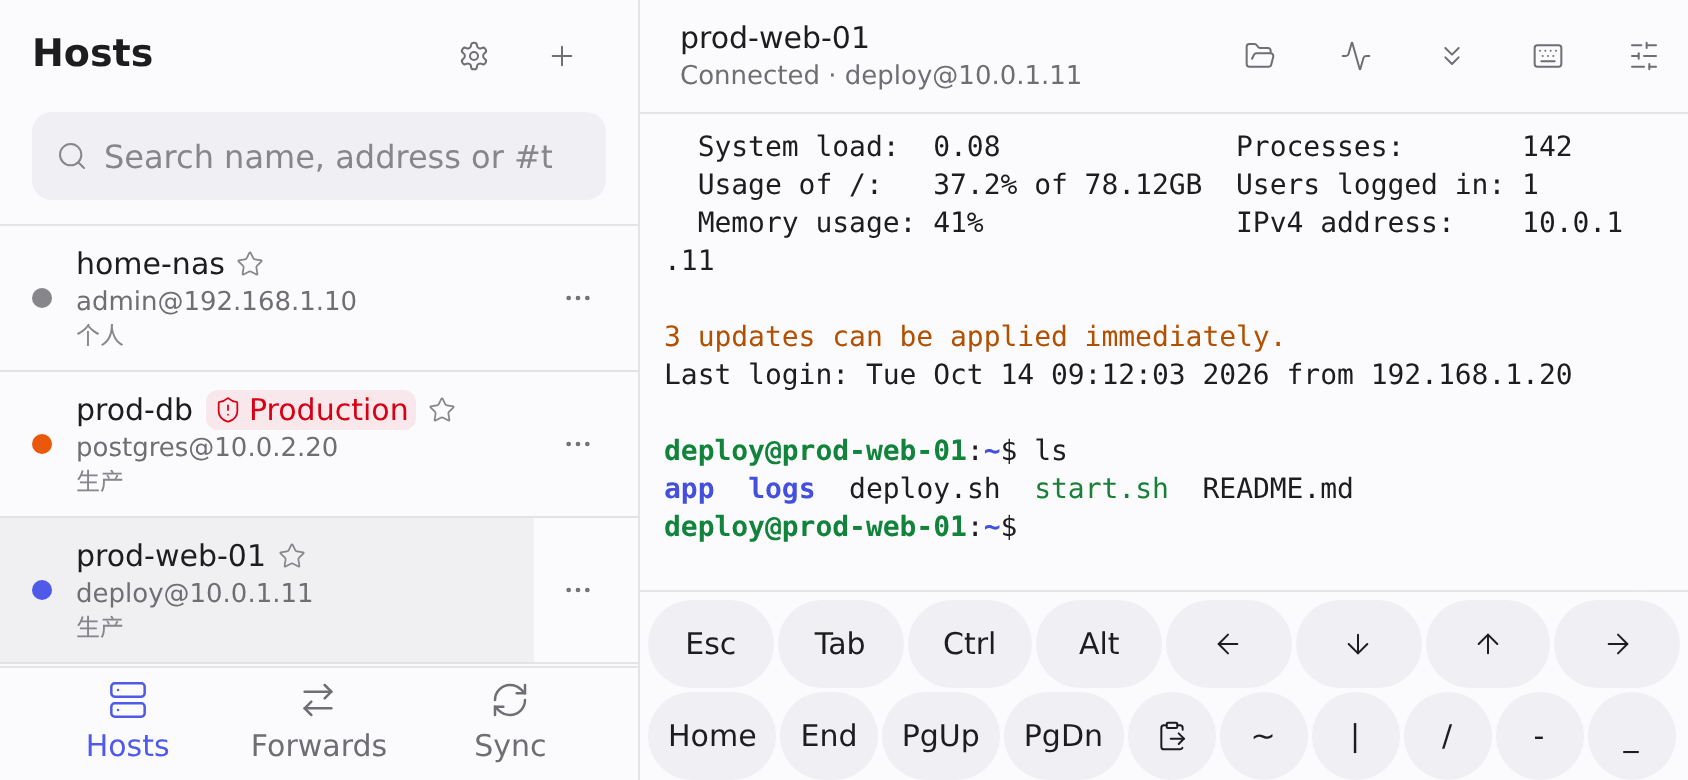 Hosts
Search name, address or #t
home-nas
admin@192.168.1.10
个人
prod-db Production
postgres@10.0.2.20
生产
prod-web-01
deploy@10.0.1.11
生产
Hosts Forwards Sync
prod-web-01
Connected · deploy@10.0.1.11
System load: 0.08 Processes: 142
Usage of /: 37.2% of 78.12GB Users logged in: 1
Memory usage: 41% IPv4 address: 10.0.1
.11
3 updates can be applied immediately.
Last login: Tue Oct 14 09:12:03 2026 from 192.168.1.20
deploy@prod-web-01:~$ ls
app logs deploy.sh start.sh README.md
deploy@prod-web-01:~$
Esc Tab Ctrl Alt ← ↓ ↑ →
Home End PgUp PgDn ~ | / - _